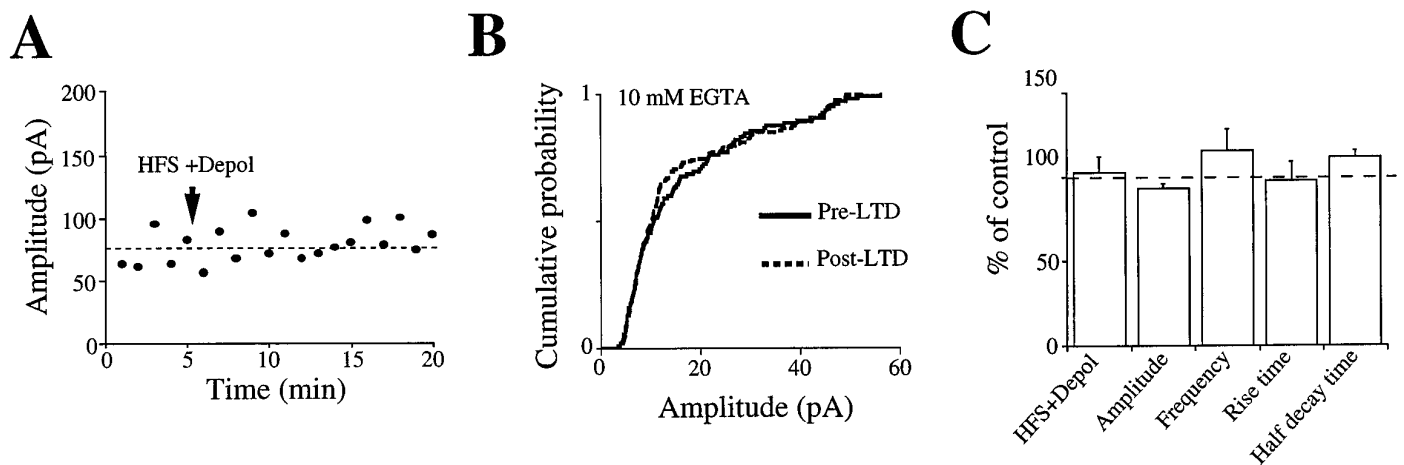 A
Amplitude (pA)
200
150
100
50
0
HFS +Depol
0
5
10
15
20
Time (min)
B
Cumulative probability
1
0
10 mM EGTA
Pre-LTD
Post-LTD
0
20
40
60
Amplitude (pA)
C
% of control
150
100
50
0
HFS+Depol
Amplitude
Frequency
Rise time
Half decay time